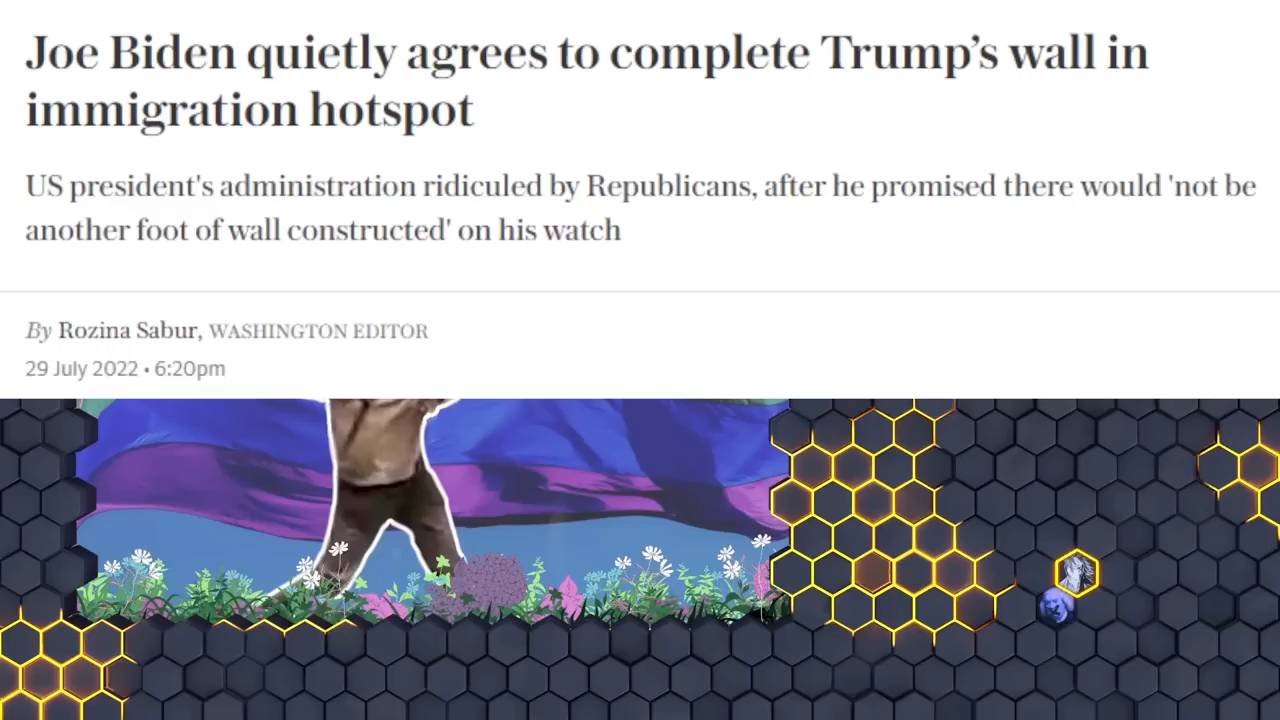 Joe Biden quietly agrees to complete Trump’s wall in
immigration hotspot
US president's administration ridiculed by Republicans, after he promised there would 'not be
another foot of wall constructed' on his watch
By Rozina Sabur, WASHINGTON EDITOR
29 July 2022 • 6:20pm